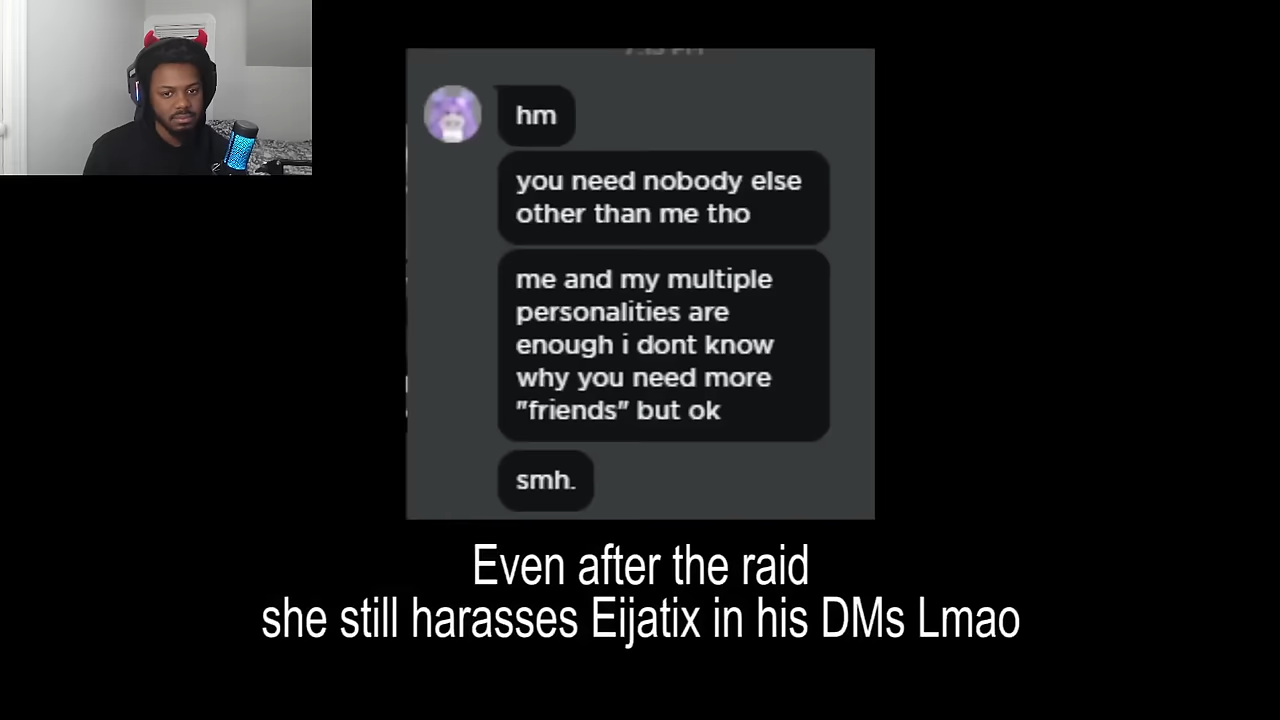 hm
you need nobody else
other than me tho
me and my multiple
personalities are
enough i dont know
why you need more
"friends" but ok
smh.
Even after the raid
she still harasses Eijatix in his DMs Lmao